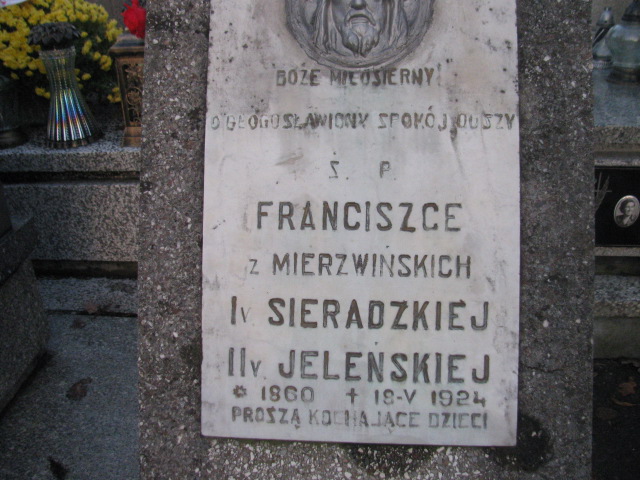 BOŻE MIŁOSIERNY!
O BŁOGOSŁAWIONY SPOKÓJ DUSZY
Ś. P.
FRANCISZCE
Z MIERZWIŃSKICH
Iv SIERADZKIEJ
IIv. JELEŃSKIEJ
* 1860 ✝ 18-V 1924
PROSZĄ KOCHAJĄCE DZIECI